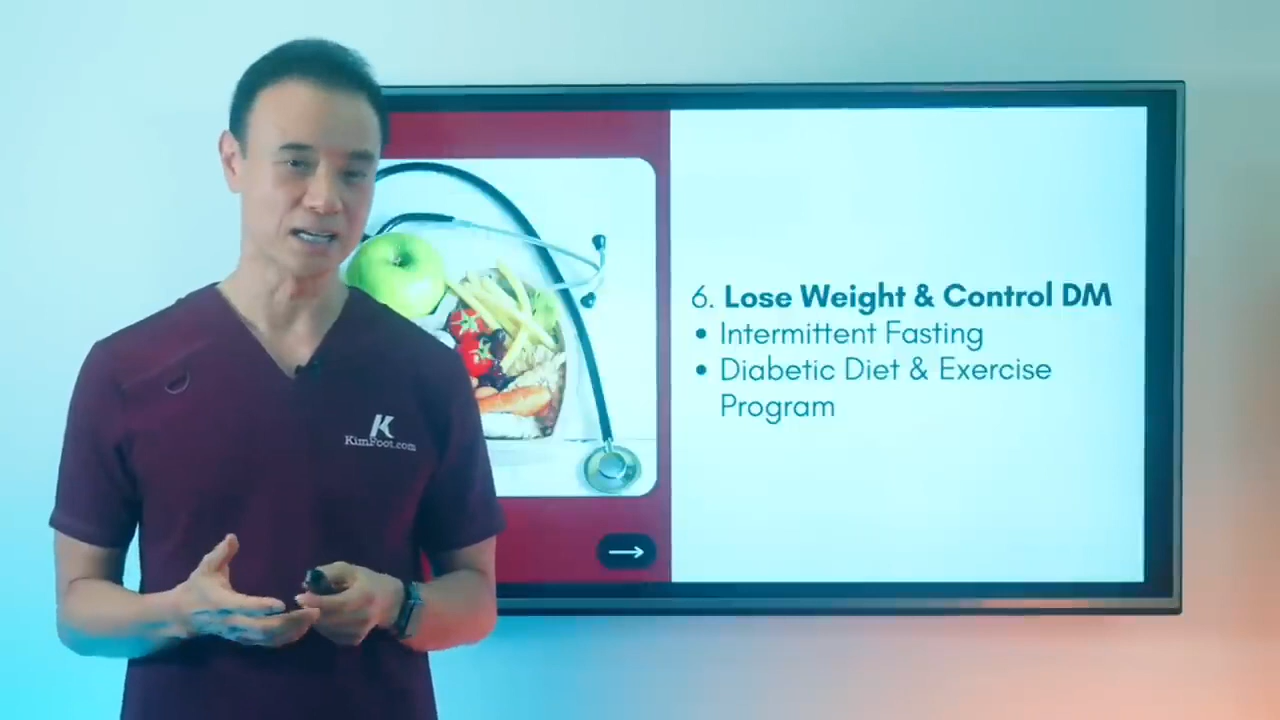 K
KimFoot.com
6. Lose Weight & Control DM
• Intermittent Fasting
• Diabetic Diet & Exercise
Program